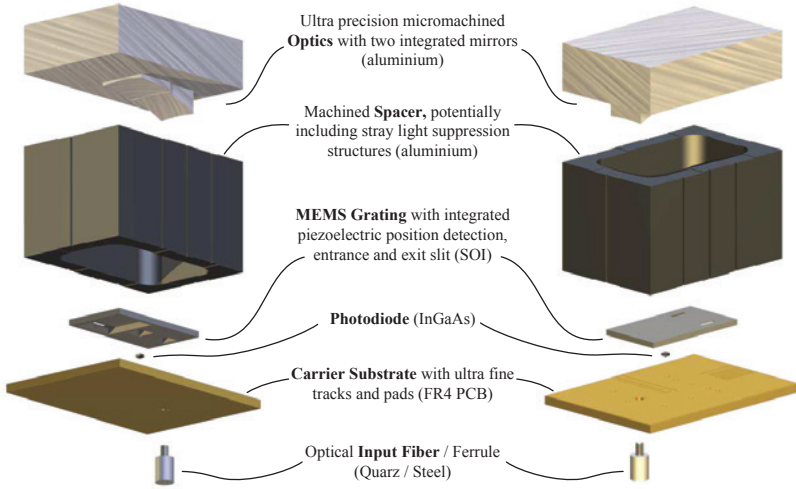 Ultra precision micromachined
Optics with two integrated mirrors
(aluminium)
Machined Spacer, potentially
including stray light suppression
structures (aluminium)
MEMS Grating with integrated
piezoelectric position detection,
entrance and exit slit (SOI)
Photodiode (InGaAs)
Carrier Substrate with ultra fine
tracks and pads (FR4 PCB)
Optical Input Fiber / Ferrule
(Quarz / Steel)